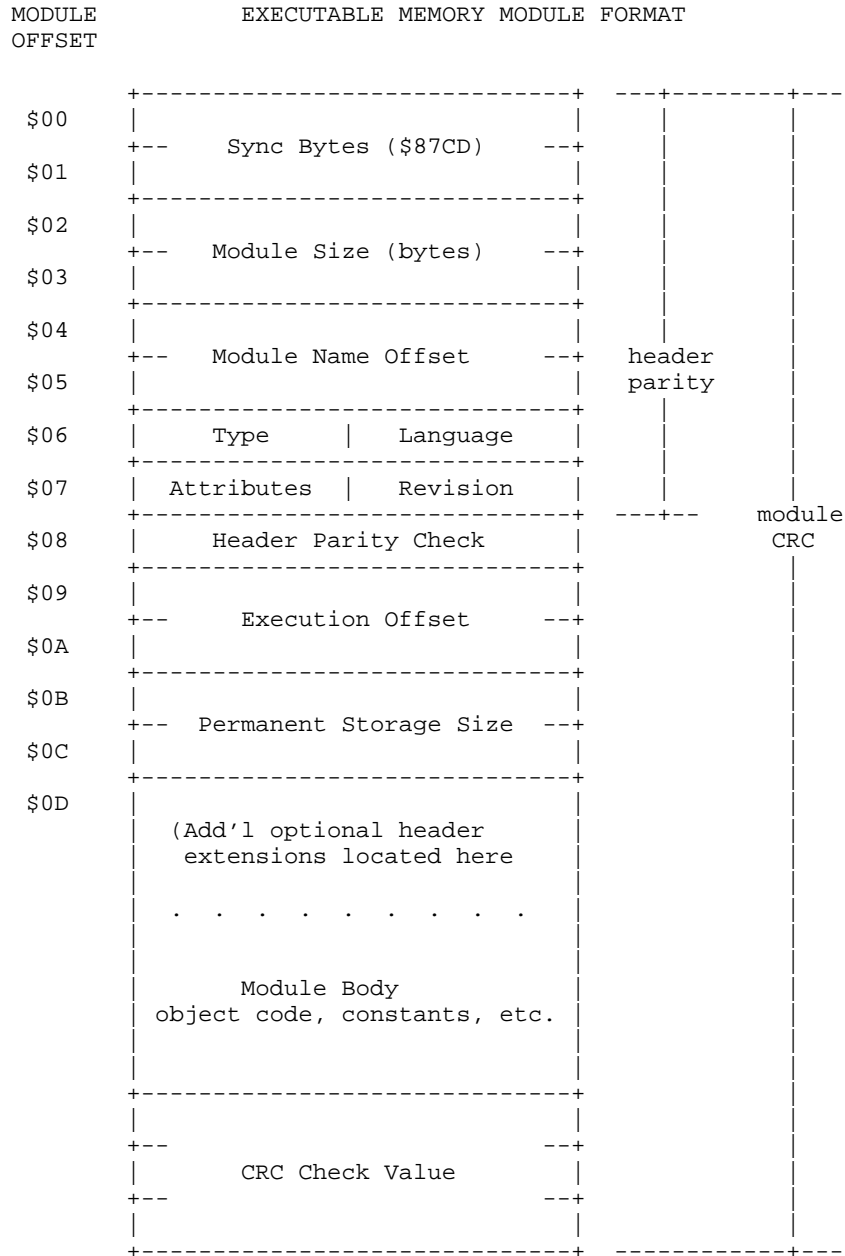 MODULE EXECUTABLE MEMORY MODULE FORMAT
OFFSET
+------------------------------+ ---+--------+---
$00 | | | |
+-- Sync Bytes ($87CD) --+ | |
$01 | | | |
+------------------------------+ | |
$02 | | | |
+-- Module Size (bytes) --+ | |
$03 | | | |
+------------------------------+ | |
$04 | | | |
+-- Module Name Offset --+ header |
$05 | | parity |
+------------------------------+ | |
$06 | Type | Language | | |
+------------------------------+ | |
$07 | Attributes | Revision | | |
+------------------------------+ ---+-- module
$08 | Header Parity Check | CRC
+------------------------------+ |
$09 | | |
+-- Execution Offset --+ |
$0A | | |
+------------------------------+ |
$0B | | |
+-- Permanent Storage Size --+ |
$0C | | |
+------------------------------+ |
$0D | | |
| (Add'l optional header | |
| extensions located here | |
| | |
| . . . . . . . . . | |
| | |
| | |
| Module Body | |
| object code, constants, etc. | |
| | |
| | |
+------------------------------+ |
| | |
+-- --+ |
| CRC Check Value | |
+-- --+ |
| | |
+------------------------------+ ------------+---